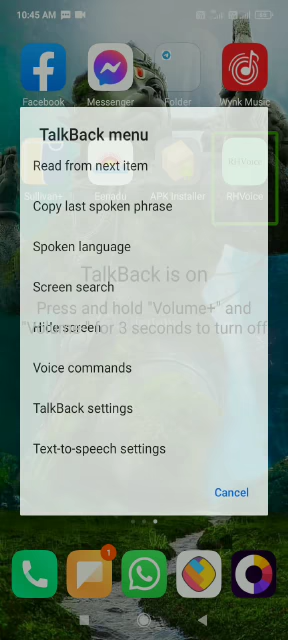 10:45 AM
Facebook
Messenger
Folder
Wynk Music
TalkBack menu
Read from next item
RHVoice
Eenadu
APK Installer
RHVoice
Copy last spoken phrase
Spoken language
TalkBack is on
Screen search
Press and hold "Volume+" and
for 3 seconds to turn off
Hide screen
Voice commands
TalkBack settings
Text-to-speech settings
Cancel
1